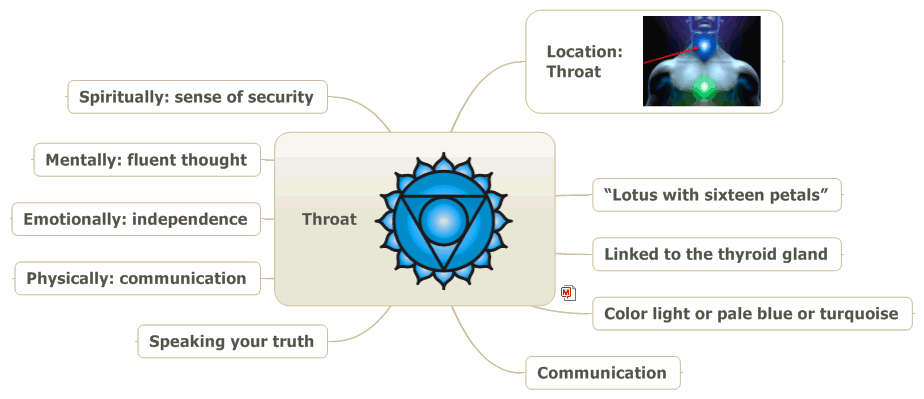 Location:
Throat
Spiritually: sense of security
Mentally: fluent thought
Emotionally: independence
Physically: communication
Speaking your truth
Throat
“Lotus with sixteen petals”
Linked to the thyroid gland
Color light or pale blue or turquoise
Communication
M